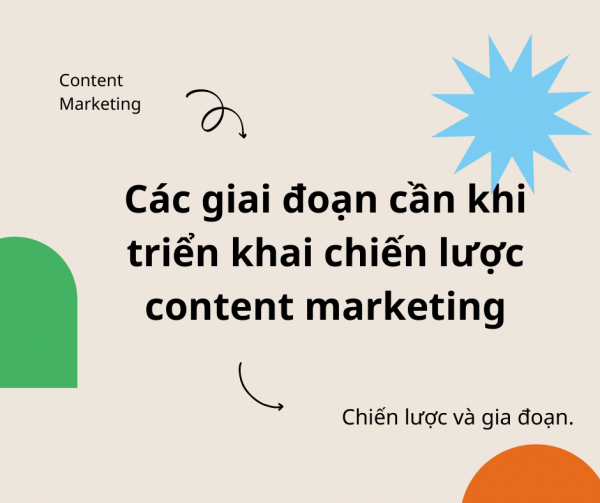 Content
Marketing
Các giai đoạn cần khi
triển khai chiến lược
content marketing
Chiến lược và gia đoạn.